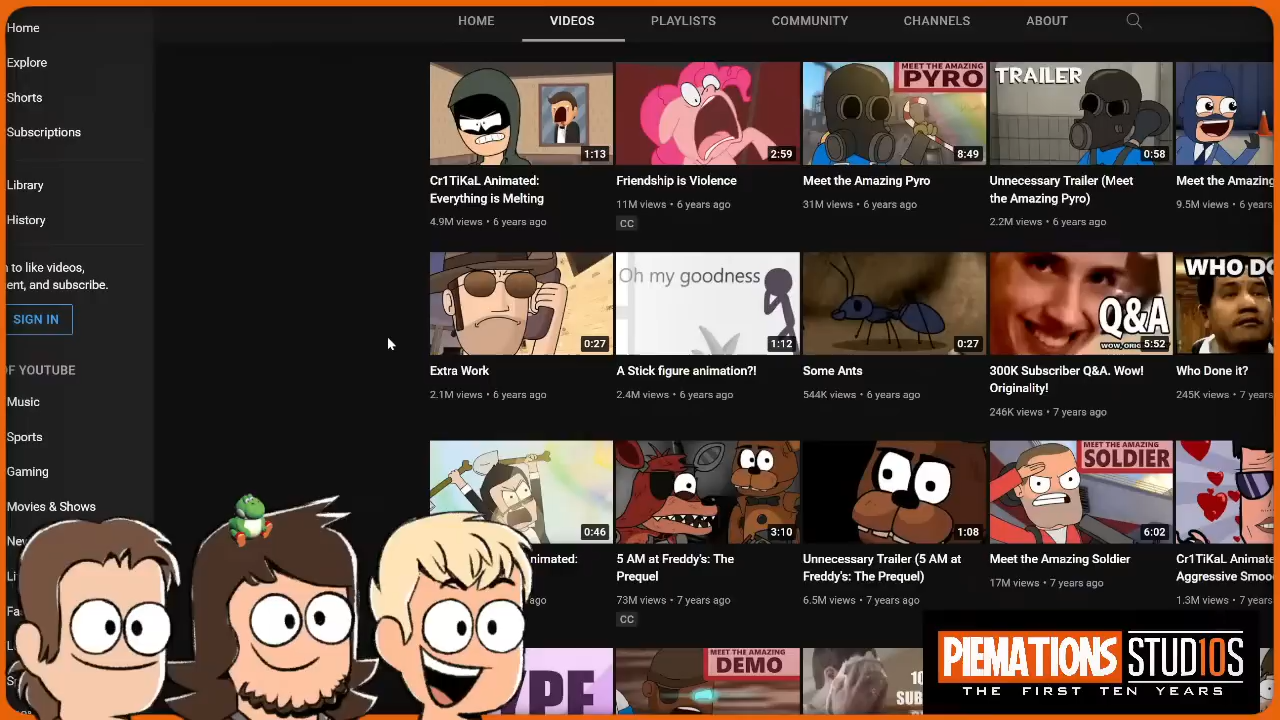 HOME VIDEOS PLAYLISTS COMMUNITY CHANNELS ABOUT
Home
Explore
Shorts
Subscriptions
Library
History
to like videos,
ent, and subscribe.
SIGN IN
OF YOUTUBE
Music
Sports
Gaming
Movies & Shows
MEET THE AMAZING
PYRO
TRAILER
1:13
2:59
8:49
0:58
Cr1TiKaL Animated:
Everything is Melting
4.9M views • 6 years ago
Friendship is Violence
11M views • 6 years ago
CC
Meet the Amazing Pyro
31M views • 6 years ago
Unnecessary Trailer (Meet
the Amazing Pyro)
2.2M views • 6 years ago
Meet the Amazing
9.5M views • 6 years
Oh my goodness
Q&A
WOW, ORIG
WHO DO
0:27
1:12
0:27
5:52
Extra Work
2.1M views • 6 years ago
A Stick figure animation?!
2.4M views • 6 years ago
Some Ants
544K views • 6 years ago
300K Subscriber Q&A. Wow!
Originality!
246K views • 7 years ago
Who Done it?
245K views • 7 years
MEET THE AMAZING
SOLDIER
0:46
3:10
1:08
6:02
nimated:
ago
5 AM at Freddy's: The
Prequel
73M views • 7 years ago
CC
Unnecessary Trailer (5 AM at
Freddy's: The Prequel)
6.5M views • 7 years ago
Meet the Amazing Soldier
17M views • 7 years ago
Cr1TiKaL Animate
Aggressive Smoo
1.3M views • 7 years
YPE
MEET THE AMAZING
DEMO
10
SUB
PIEMATIONS STUD10S
THE FIRST TEN YEARS